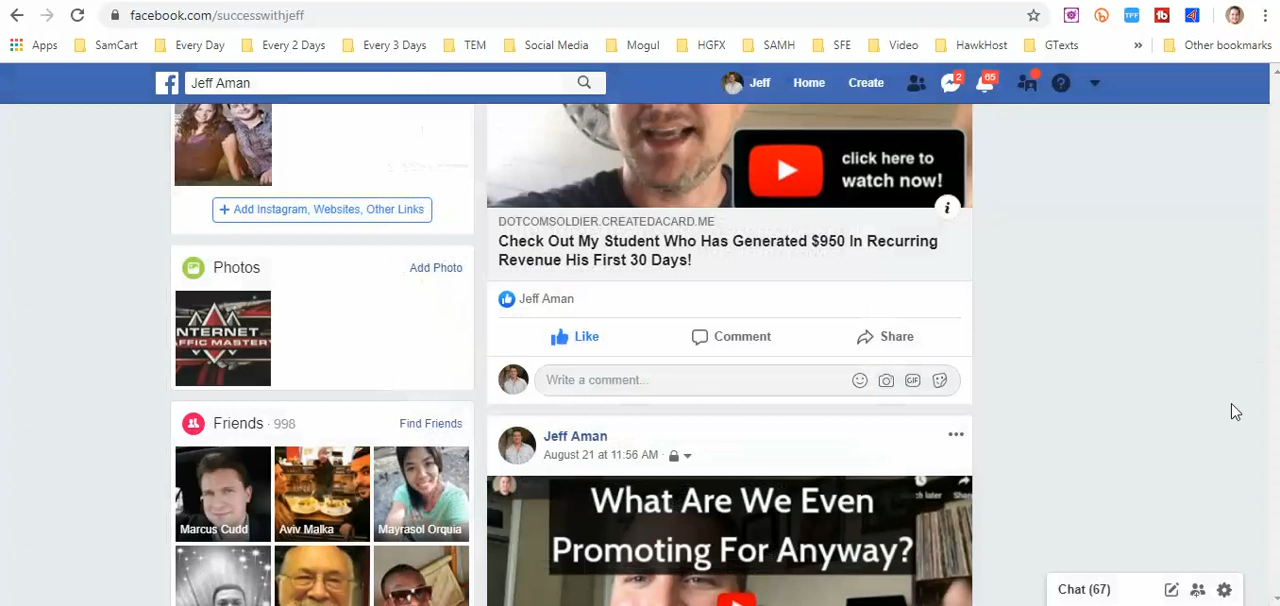 facebook.com/successwithjeff
TFF
Apps SamCart Every Day Every 2 Days Every 3 Days TEM Social Media Mogul HGFX SAMH SFE Video HawkHost GTexts » Other bookmarks
Jeff Aman
Jeff Home Create 2 65
click here to
watch now!
+ Add Instagram, Websites, Other Links
DOTCOMSOLDIER.CREATEDACARD.ME
Check Out My Student Who Has Generated $950 In Recurring
Revenue His First 30 Days!
Photos Add Photo
Jeff Aman
INTERNET
Like Comment Share
Write a comment...
GIF
Friends · 998 Find Friends
Jeff Aman
August 21 at 11:56 AM
Marcus Cudd Aviv Malka Mayrasol Orquia
What Are We Even
Promoting For Anyway?
Chat (67)